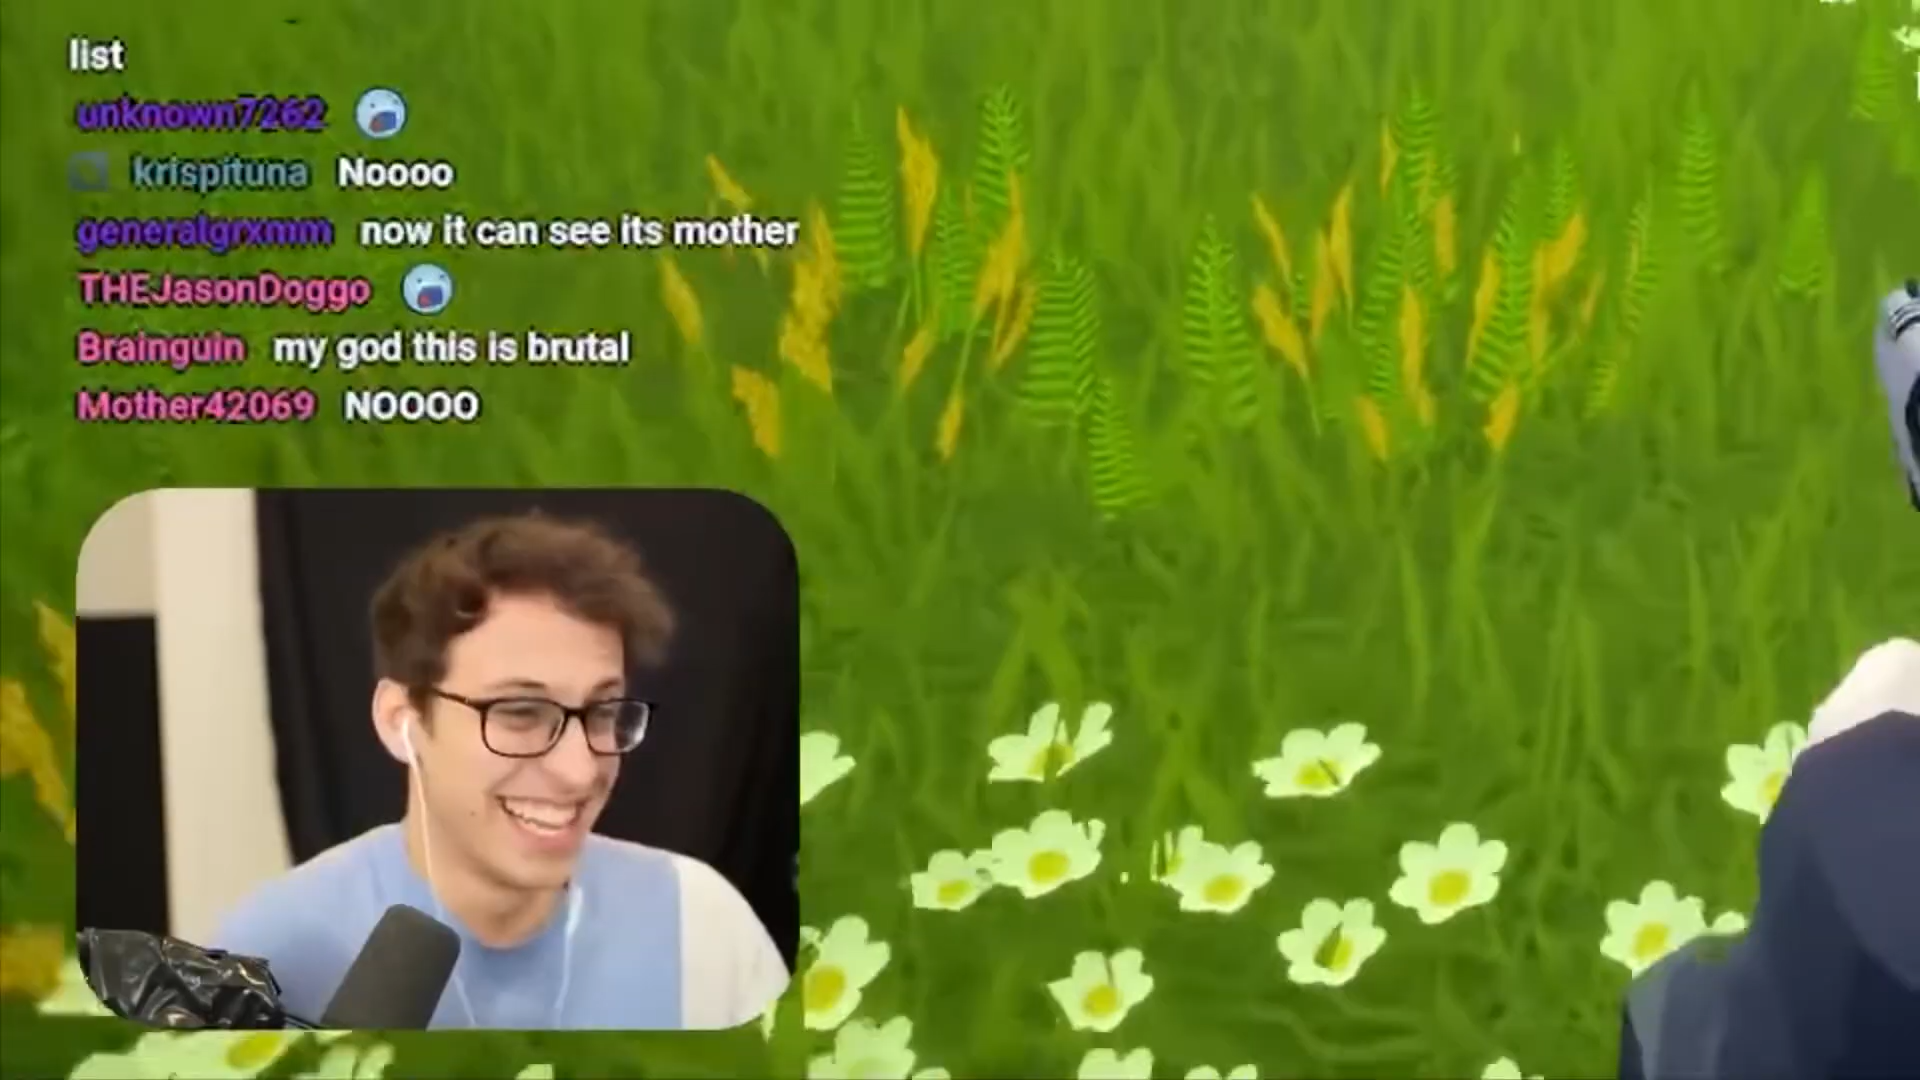 list
unknown7262
krispituna Noooo
generalgrxmm now it can see its mother
THEJasonDoggo
Brainguin my god this is brutal
Mother42069 NOOOO